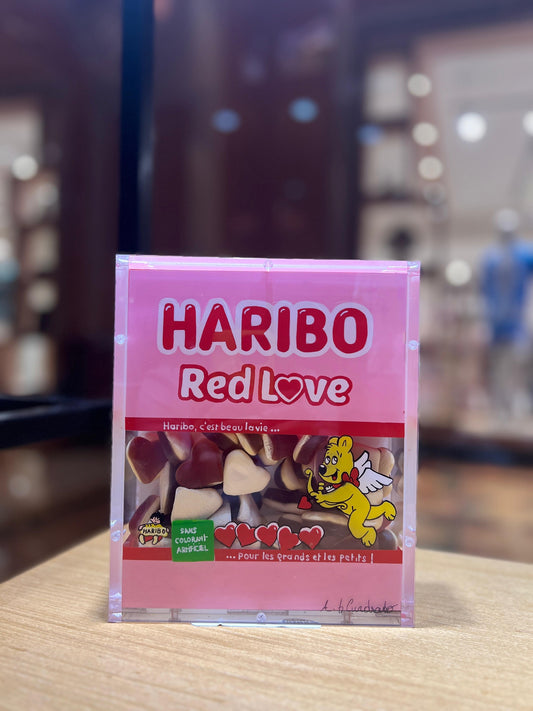 HARIBO
Red Love
Haribo, c'est beau la vie ...
HARIBO
SANS
COLORANT
ARTIFICIEL
... pour les grands et les petits !